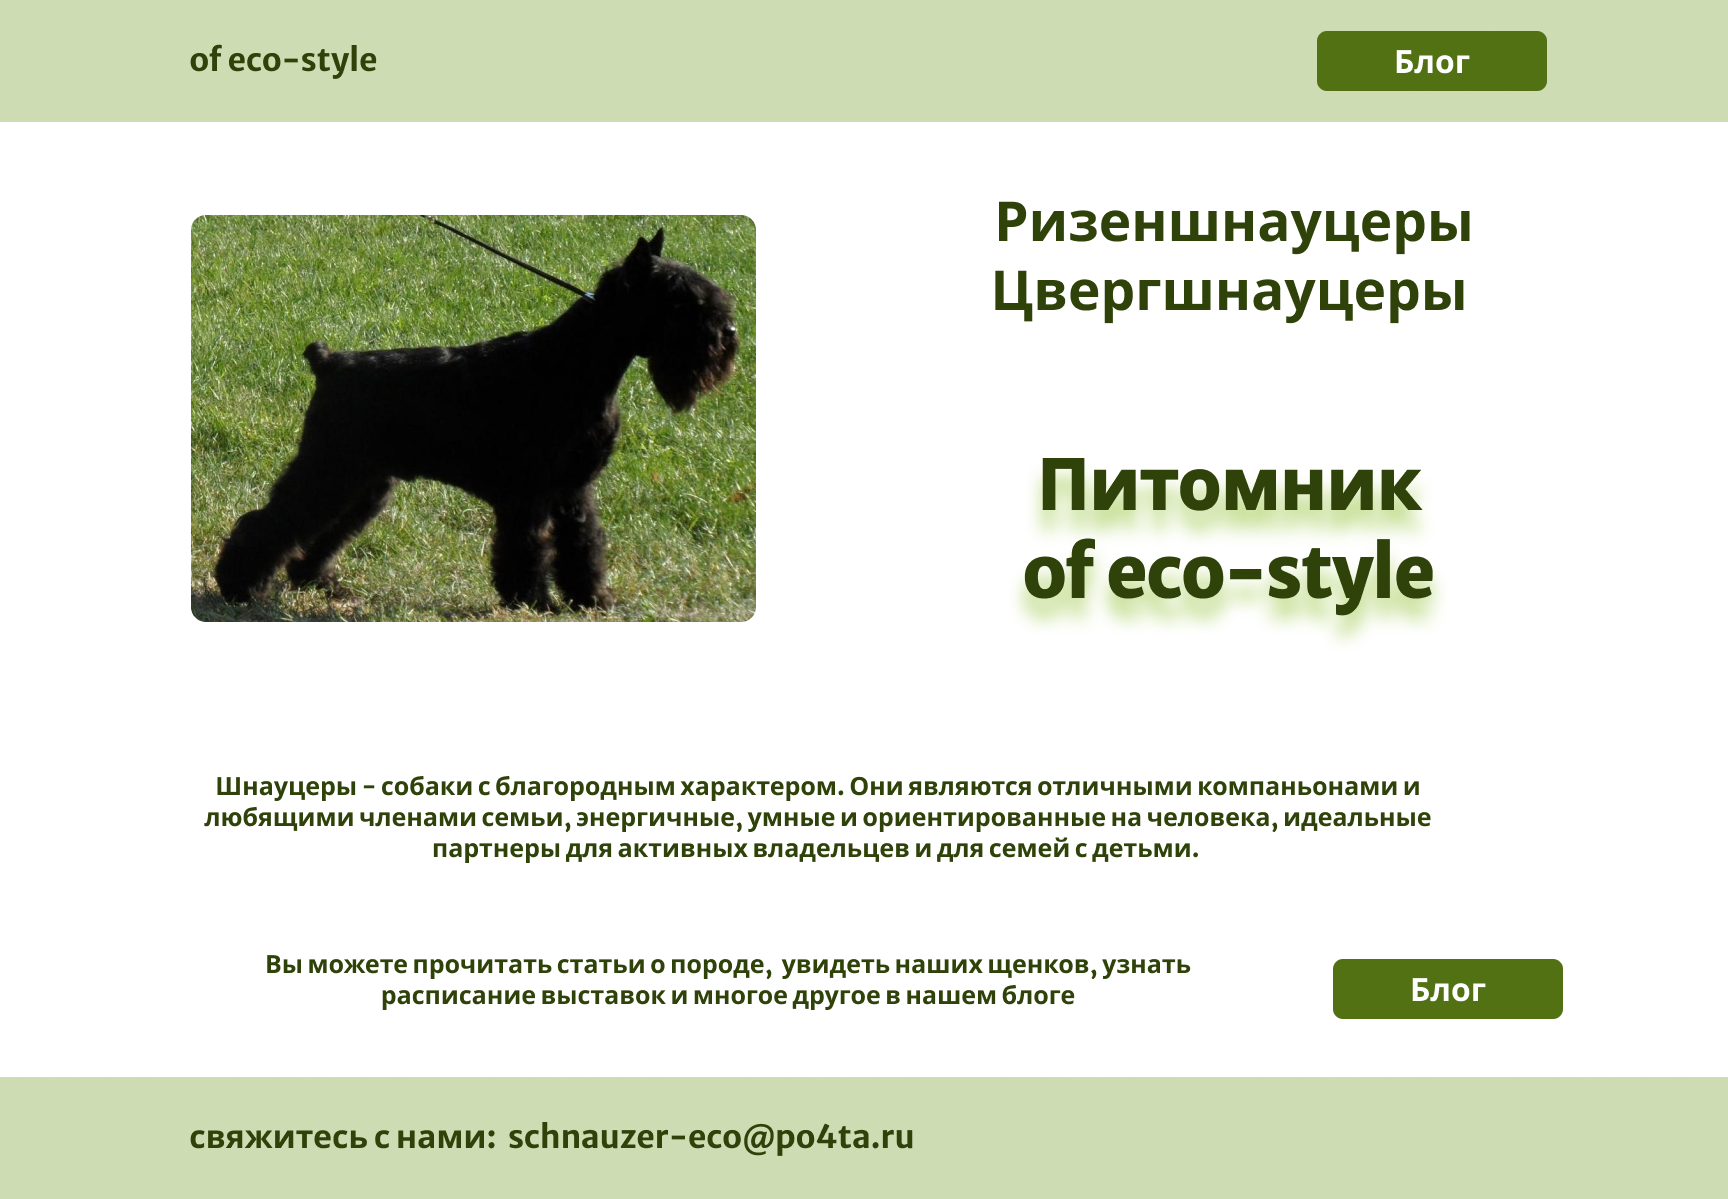 of eco-style
Блог
Ризеншнауцеры
Цвергшнауцеры
Питомник
of eco-style
Шнауцеры - собаки с благородным характером. Они являются отличными компаньонами и
любящими членами семьи, энергичные, умные и ориентированные на человека, идеальные
партнеры для активных владельцев и для семей с детьми.
Вы можете прочитать статьи о породе, увидеть наших щенков, узнать
расписание выставок и многое другое в нашем блоге
Блог
свяжитесь с нами: schnauzer-eco@po4ta.ru